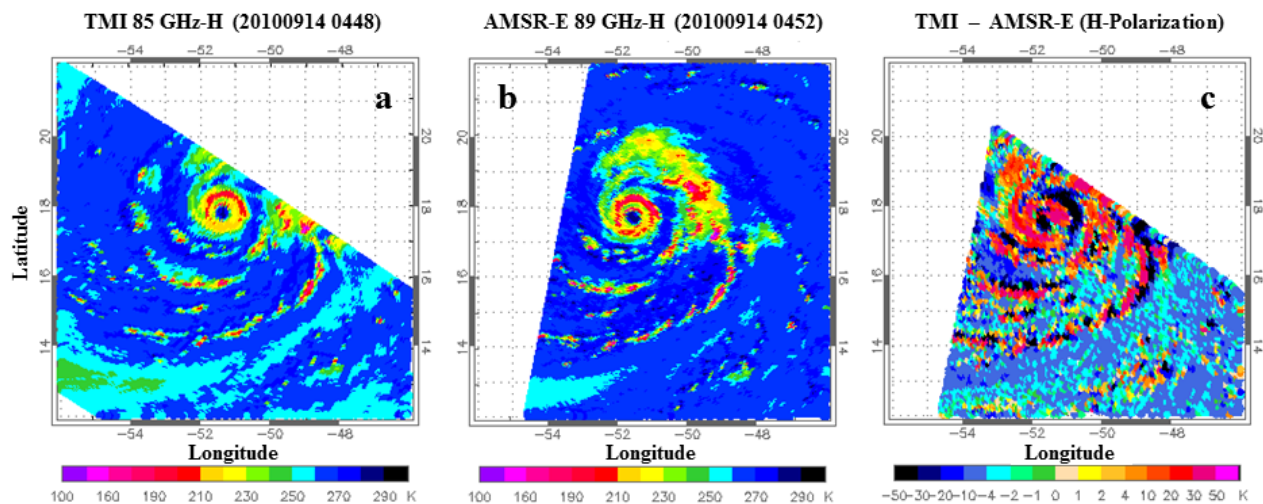 TMI 85 GHz-H (20100914 0448)
AMSR-E 89 GHz-H (20100914 0452)
TMI – AMSR-E (H-Polarization)
−54 −52 −50 −48
−54 −52 −50 −48
−54 −52 −50 −48
a
b
c
Latitude
20 18 16 14
20 18 16 14
20 18 16 14
20 18 16 14
20 18 16 14
20 18 16 14
−54 −52 −50 −48
−54 −52 −50 −48
−54 −52 −50 −48
Longitude
Longitude
Longitude
100 160 190 210 230 250 270 290 K
100 160 190 210 230 250 270 290 K
−50−30−20−10−4 −2 −1 0 1 2 4 10 20 30 50K